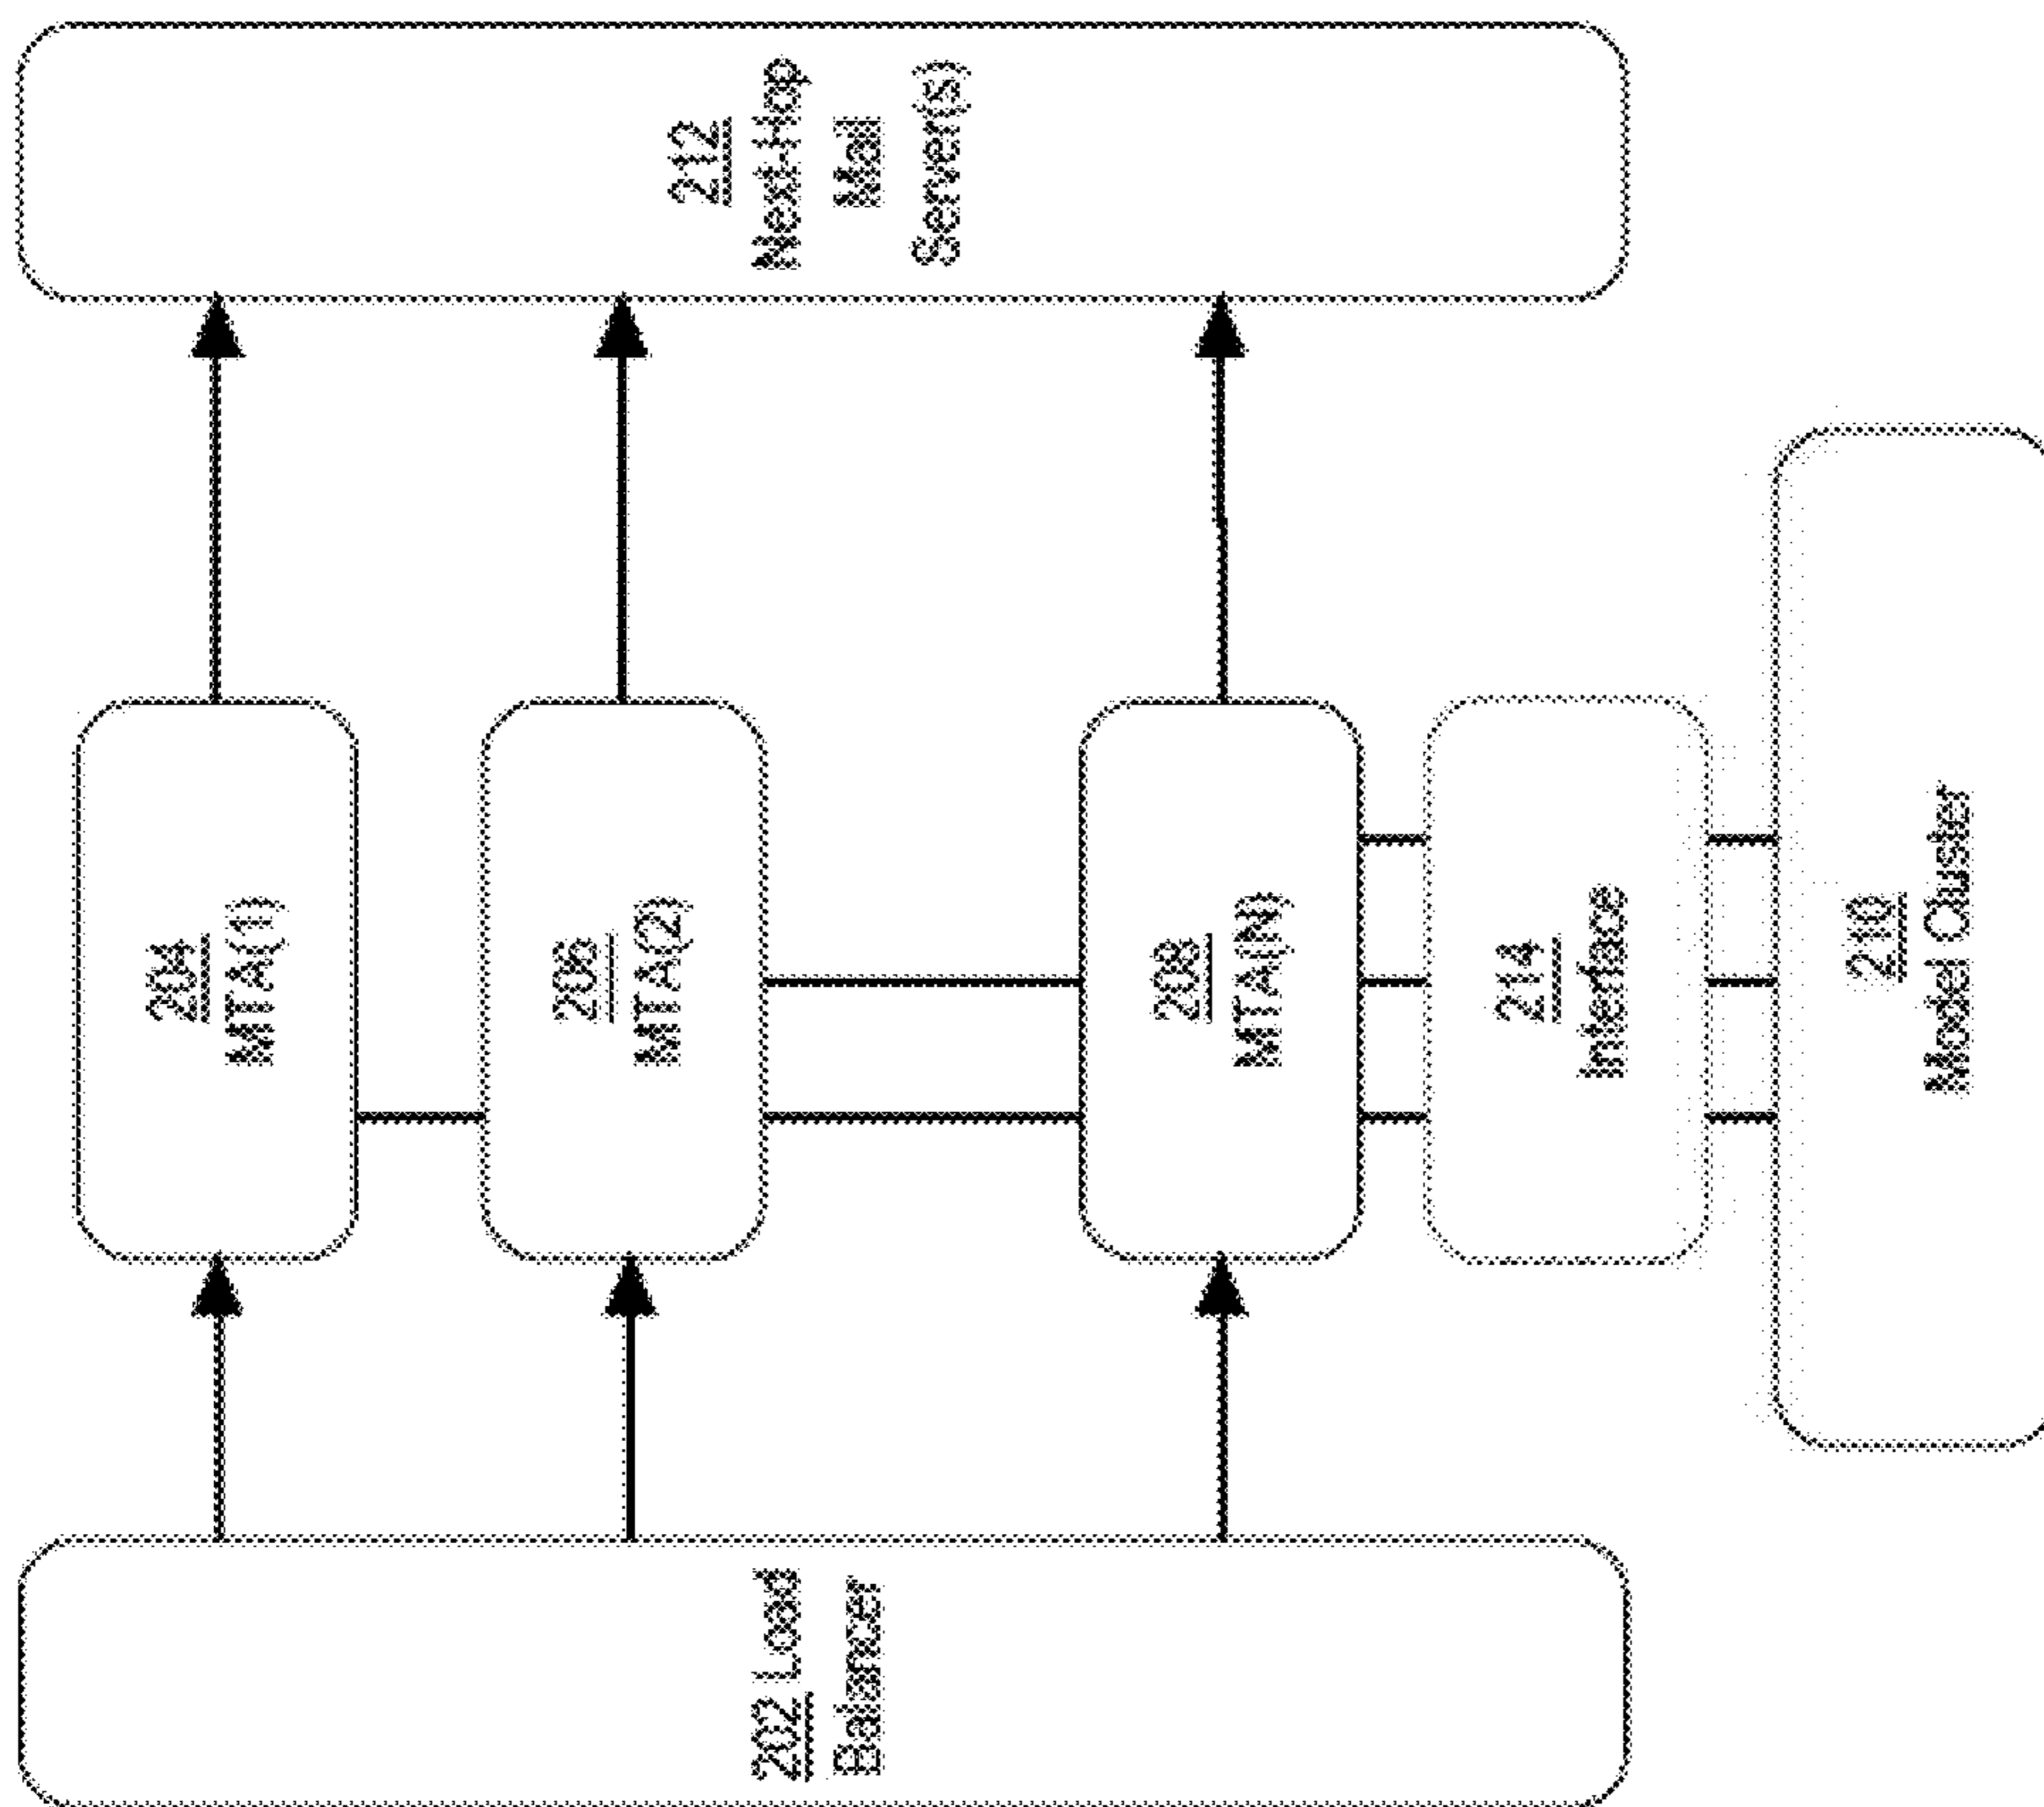 202 Load
Balancer
204
MTA(1)
206
MTA(2)
208
MTA(N)
214
Interface
210
Model Cluster
212
Next-Hop
Mail
Server(s)